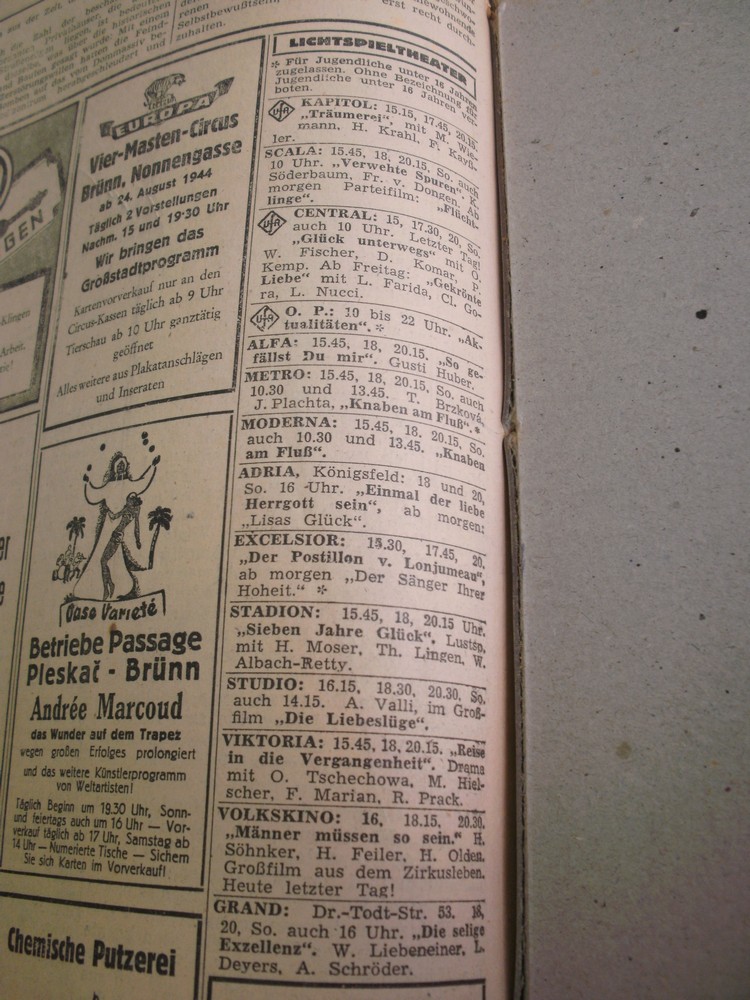 Selbstbewußtsein,
erst recht durch-
zuhalten.
GEN
Klingen
Arbeit.
EUROPA
Vier-Masten-Circus
Brünn, Nonnengasse
ab 24. August 1944
Täglich 2 Vorstellungen
Nachm. 15 und 19·30 Uhr
Wir bringen das
Großstadtprogramm
Kartenvorverkauf nur an den
Circus-Kassen täglich ab 9 Uhr
Tierschau ab 10 Uhr ganztätig
geöffnet
Alles weitere aus Plakatanschlägen
und Inseraten
Oase Varieté
Betriebe Passage
Pleskač - Brünn
Andrée Marcoud
das Wunder auf dem Trapez
wegen großen Erfolges prolongiert
und das weitere Künstlerprogramm
von Weltartisten!
Täglich Beginn um 19.30 Uhr, Sonn-
und feiertags auch um 16 Uhr — Vor-
verkauf täglich ab 17 Uhr, Samstag ab
14 Uhr — Numerierte Tische — Sichern
Sie sich Karten im Vorverkauf!
Chemische Putzerei
LICHTSPIELTHEATER
* Für Jugendliche unter 16 Jahren
zugelassen. Ohne Bezeichnung für
Jugendliche unter 16 Jahren ver-
boten.
Ufa KAPITOL: 15.15, 17.45, 20.15.
„Träumerei“, mit M. Wie-
mann, H. Krahl, F. Kayß-
ler.
SCALA: 15.45, 18, 20.15, So. auch
10 Uhr. „Verwehte Spuren“. K.
Söderbaum, Fr. v. Dongen. Ab
morgen Parteifilm: „Flücht-
linge“.
Ufa CENTRAL: 15, 17.30, 20, So.
auch 10 Uhr. Letzter Tag!
„Glück unterwegs“ mit O.
W. Fischer, D. Komar, P.
Kemp. Ab Freitag: „Gekrönte
Liebe“ mit L. Farida, Cl. Go-
ra, L. Nucci.
Ufa O. P.: 10 bis 22 Uhr. „Ak-
tualitäten“. *
ALFA: 15.45, 18, 20.15. „So ge-
fällst Du mir“. Gusti Huber.
METRO: 15.45, 18, 20.15. So. auch
10.30 und 13.45. T. Brzková,
J. Plachta, „Knaben am Fluß“. *
MODERNA: 15.45, 18, 20.15, So.
auch 10.30 und 13.45. „Knaben
am Fluß“.
ADRIA, Königsfeld: 18 und 20,
So. 16 Uhr. „Einmal der liebe
Herrgott sein“, ab morgen:
„Lisas Glück“.
EXCELSIOR: 15.30, 17.45, 20.
„Der Postillon v. Lonjumeau“,
ab morgen „Der Sänger Ihrer
Hoheit.“ *
STADION: 15.45, 18, 20.15 Uhr.
„Sieben Jahre Glück“. Lustsp.
mit H. Moser, Th. Lingen, W.
Albach-Retty.
STUDIO: 16.15, 18.30, 20.30, So.
auch 14.15. A. Valli, im Groß-
film „Die Liebeslüge“.
VIKTORIA: 15.45, 18, 20.15. „Reise
in die Vergangenheit“. Drama
mit O. Tschechowa, M. Hiel-
scher, F. Marian, R. Prack.
VOLKSKINO: 16, 18.15, 20.30.
„Männer müssen so sein.“ H.
Söhnker, H. Feiler, H. Olden.
Großfilm aus dem Zirkusleben.
Heute letzter Tag!
GRAND: Dr.-Todt-Str. 53. 18,
20, So. auch 16 Uhr. „Die selige
Exzellenz“. W. Liebeneiner, L.
Deyers, A. Schröder.